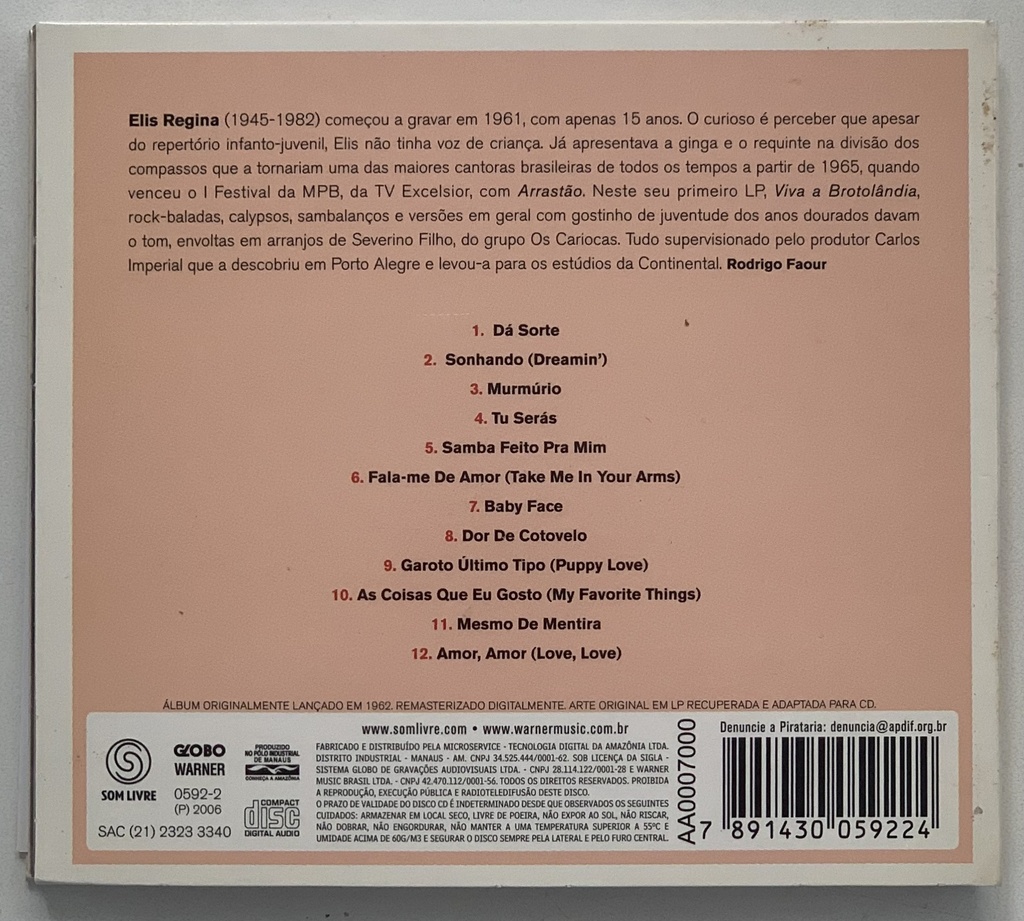 Elis Regina (1945-1982) começou a gravar em 1961, com apenas 15 anos. O curioso é perceber que apesar
do repertório infanto-juvenil, Elis não tinha voz de criança. Já apresentava a ginga e o requinte na divisão dos
compassos que a tornariam uma das maiores cantoras brasileiras de todos os tempos a partir de 1965, quando
venceu o I Festival da MPB, da TV Excelsior, com Arrastão. Neste seu primeiro LP, Viva a Brotolândia,
rock-baladas, calypsos, sambalanços e versões em geral com gostinho de juventude dos anos dourados davam
o tom, envoltas em arranjos de Severino Filho, do grupo Os Cariocas. Tudo supervisionado pelo produtor Carlos
Imperial que a descobriu em Porto Alegre e levou-a para os estúdios da Continental. Rodrigo Faour
1. Dá Sorte
2. Sonhando (Dreamin')
3. Murmúrio
4. Tu Serás
5. Samba Feito Pra Mim
6. Fala-me De Amor (Take Me In Your Arms)
7. Baby Face
8. Dor De Cotovelo
9. Garoto Último Tipo (Puppy Love)
10. As Coisas Que Eu Gosto (My Favorite Things)
11. Mesmo De Mentira
12. Amor, Amor (Love, Love)
ÁLBUM ORIGINALMENTE LANÇADO EM 1962. REMASTERIZADO DIGITALMENTE. ARTE ORIGINAL EM LP RECUPERADA E ADAPTADA PARA CD.
SOM LIVRE
GLOBO
WARNER
0592-2
(P) 2006
SAC (21) 2323 3340
PRODUZIDO
NO PÓLO INDUSTRIAL
DE MANAUS
CONHEÇA A AMAZÔNIA
COMPACT
disc
DIGITAL AUDIO
www.somlivre.com • www.warnermusic.com.br
FABRICADO E DISTRIBUÍDO PELA MICROSERVICE - TECNOLOGIA DIGITAL DA AMAZÔNIA LTDA.
DISTRITO INDUSTRIAL - MANAUS - AM. CNPJ 34.525.444/0001-62. SOB LICENÇA DA SIGLA -
SISTEMA GLOBO DE GRAVAÇÕES AUDIOVISUAIS LTDA. - CNPJ 28.114.122/0001-28 E WARNER
MUSIC BRASIL LTDA. - CNPJ 42.470.112/0001-56. TODOS OS DIREITOS RESERVADOS. PROIBIDA
A REPRODUÇÃO, EXECUÇÃO PÚBLICA E RADIOTELEDIFUSÃO DESTE DISCO.
O PRAZO DE VALIDADE DO DISCO CD É INDETERMINADO DESDE QUE OBSERVADOS OS SEGUINTES
CUIDADOS: ARMAZENAR EM LOCAL SECO, LIVRE DE POEIRA, NÃO EXPOR AO SOL, NÃO RISCAR,
NÃO DOBRAR, NÃO ENGORDURAR, NÃO MANTER A UMA TEMPERATURA SUPERIOR A 55ºC E
UMIDADE ACIMA DE 60G/M3 E SEGURAR O DISCO SEMPRE PELA LATERAL E PELO FURO CENTRAL.
AA0007000
Denuncie a Pirataria: denuncia@apdif.org.br
7 891430 059224